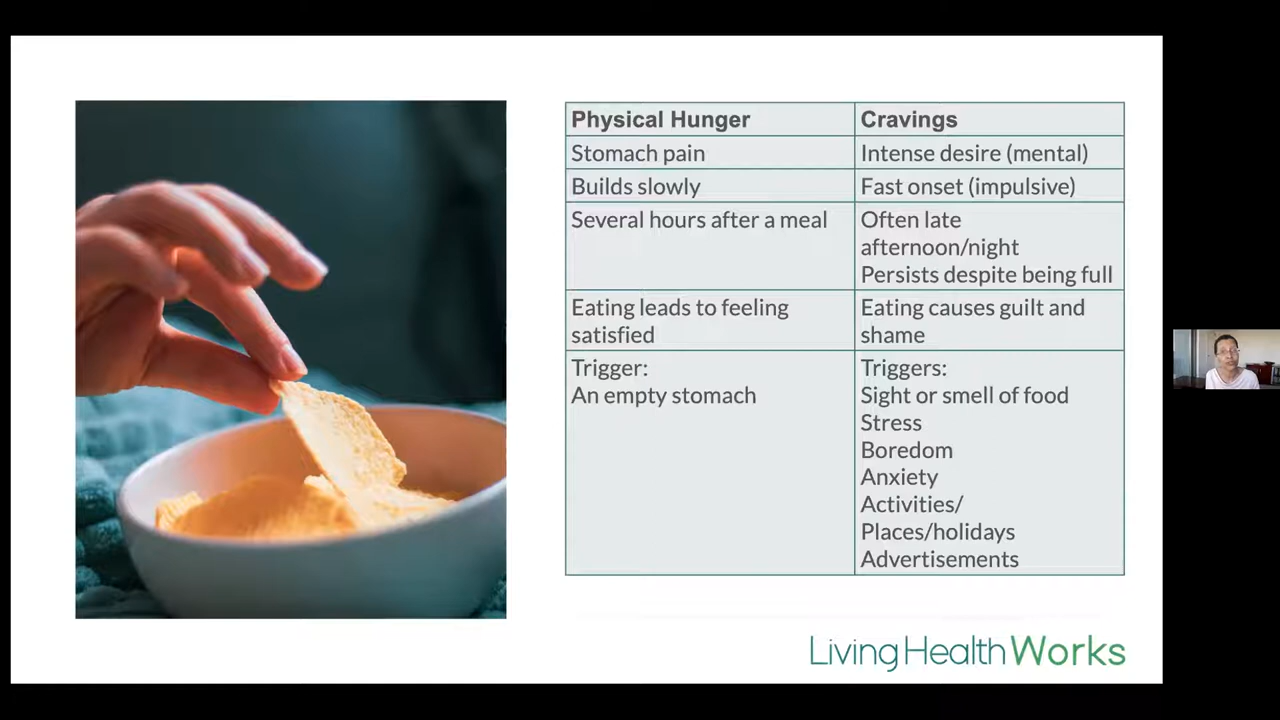 Physical Hunger
Cravings
Stomach pain
Intense desire (mental)
Builds slowly
Fast onset (impulsive)
Several hours after a meal
Often late
afternoon/night
Persists despite being full
Eating leads to feeling
satisfied
Eating causes guilt and
shame
Trigger:
An empty stomach
Triggers:
Sight or smell of food
Stress
Boredom
Anxiety
Activities/
Places/holidays
Advertisements
LivingHealthWorks